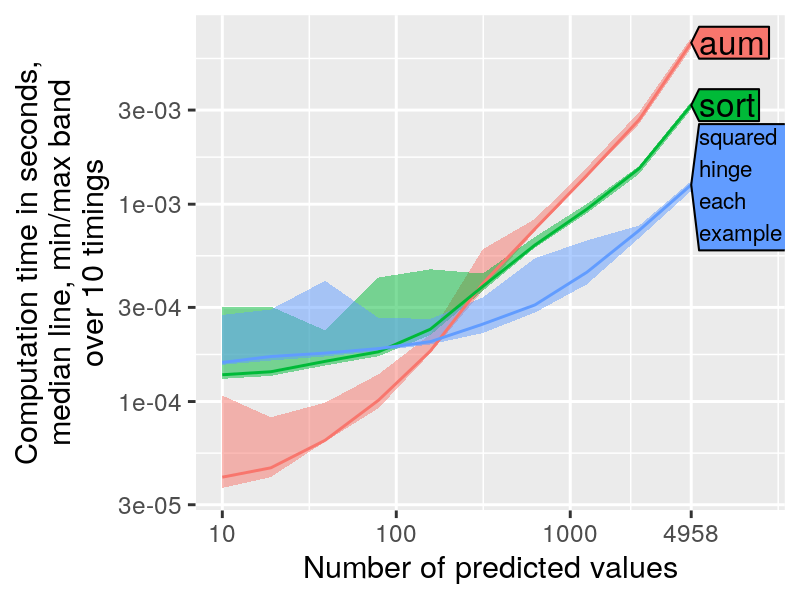 Computation time in seconds,
median line, min/max band
over 10 timings
3e-03
1e-03
3e-04
1e-04
3e-05
aum
sort
squared
hinge
each
example
10
100
1000
4958
Number of predicted values